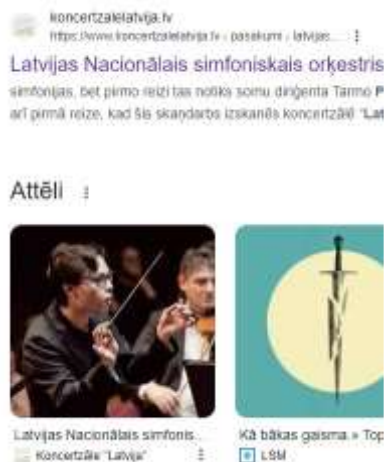 koncertzalelatvija.lv
https://www.koncertzalelatvija.lv › pasakumi › latvijas...
Latvijas Nacionālais simfoniskais orķestris
simfonijas, bet pirmo reizi tas notiks somu diriģenta Tarmo P
arī pirmā reize, kad šis skaņdarbs izskanēs koncertzālē "Lat
Attēli
Latvijas Nacionālais simfonis...
Koncertzāle "Latvija"
Kā bākas gaisma » Top
LSM